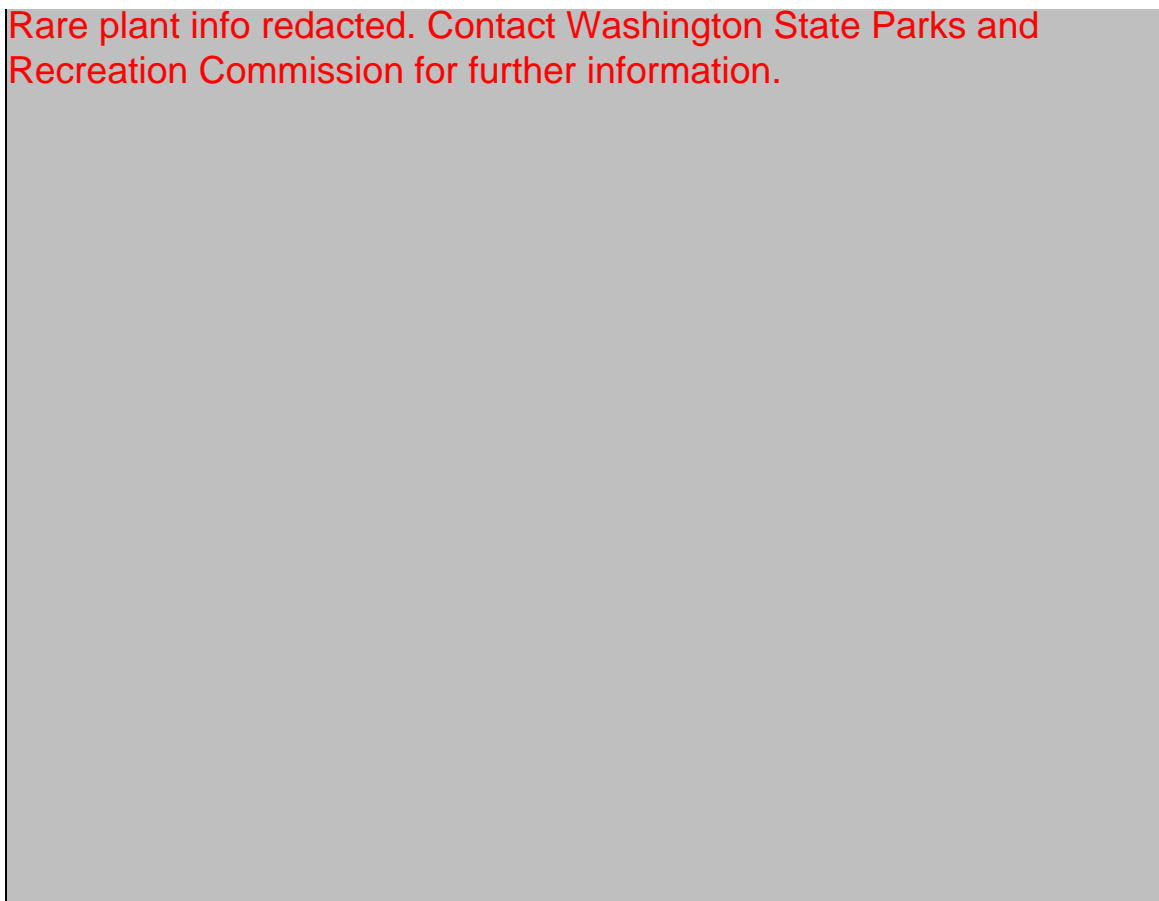 Rare plant info redacted. Contact Washington State Parks and
Recreation Commission for further information.